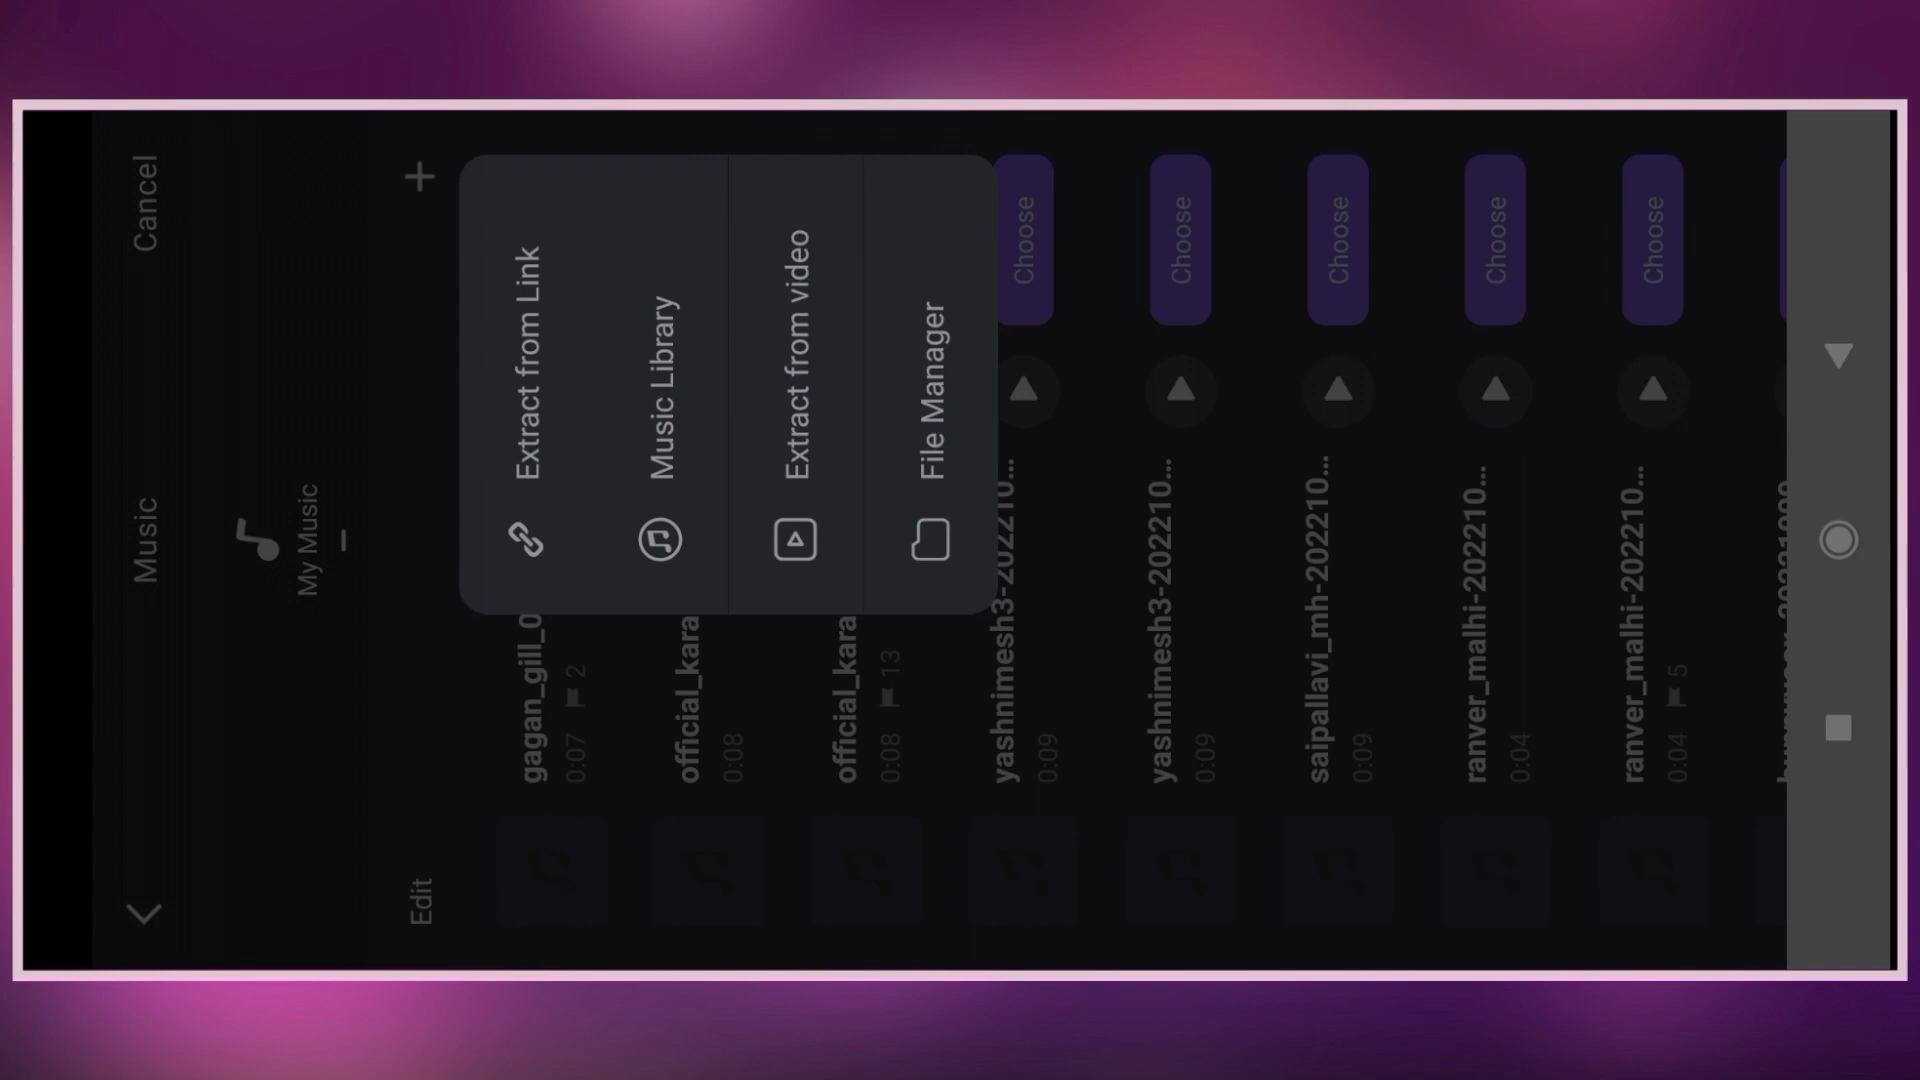 Music
Cancel
My Music
Edit
+
Extract from Link
Music Library
Extract from video
File Manager
gagan_gill_0
0:07 2
official_kara
0:08
official_kara
0:08 13
yashnimesh3-202210...
0:09
Choose
yashnimesh3-202210...
0:09
Choose
saipallavi_mh-202210...
0:09
Choose
ranver_malhi-202210...
0:04
Choose
ranver_malhi-202210...
0:04 5
Choose